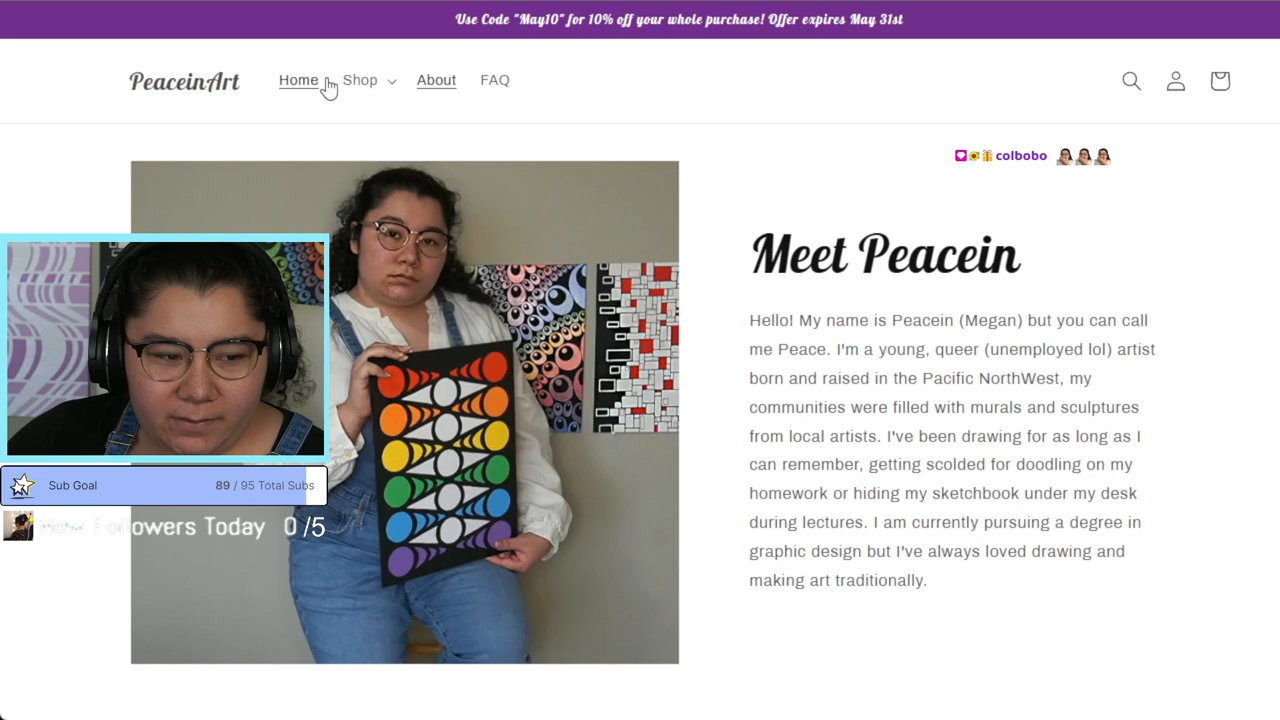 Use Code "May10" for 10% off your whole purchase! Offer expires May 31st
PeaceinArt
Home
Shop
About
FAQ
colbobo
Meet Peacein
Hello! My name is Peacein (Megan) but you can call
me Peace. I'm a young, queer (unemployed lol) artist
born and raised in the Pacific NorthWest, my
communities were filled with murals and sculptures
from local artists. I've been drawing for as long as I
can remember, getting scolded for doodling on my
homework or hiding my sketchbook under my desk
during lectures. I am currently pursuing a degree in
graphic design but I've always loved drawing and
making art traditionally.
Sub Goal
89 / 95 Total Subs
Followers Today 0 /5